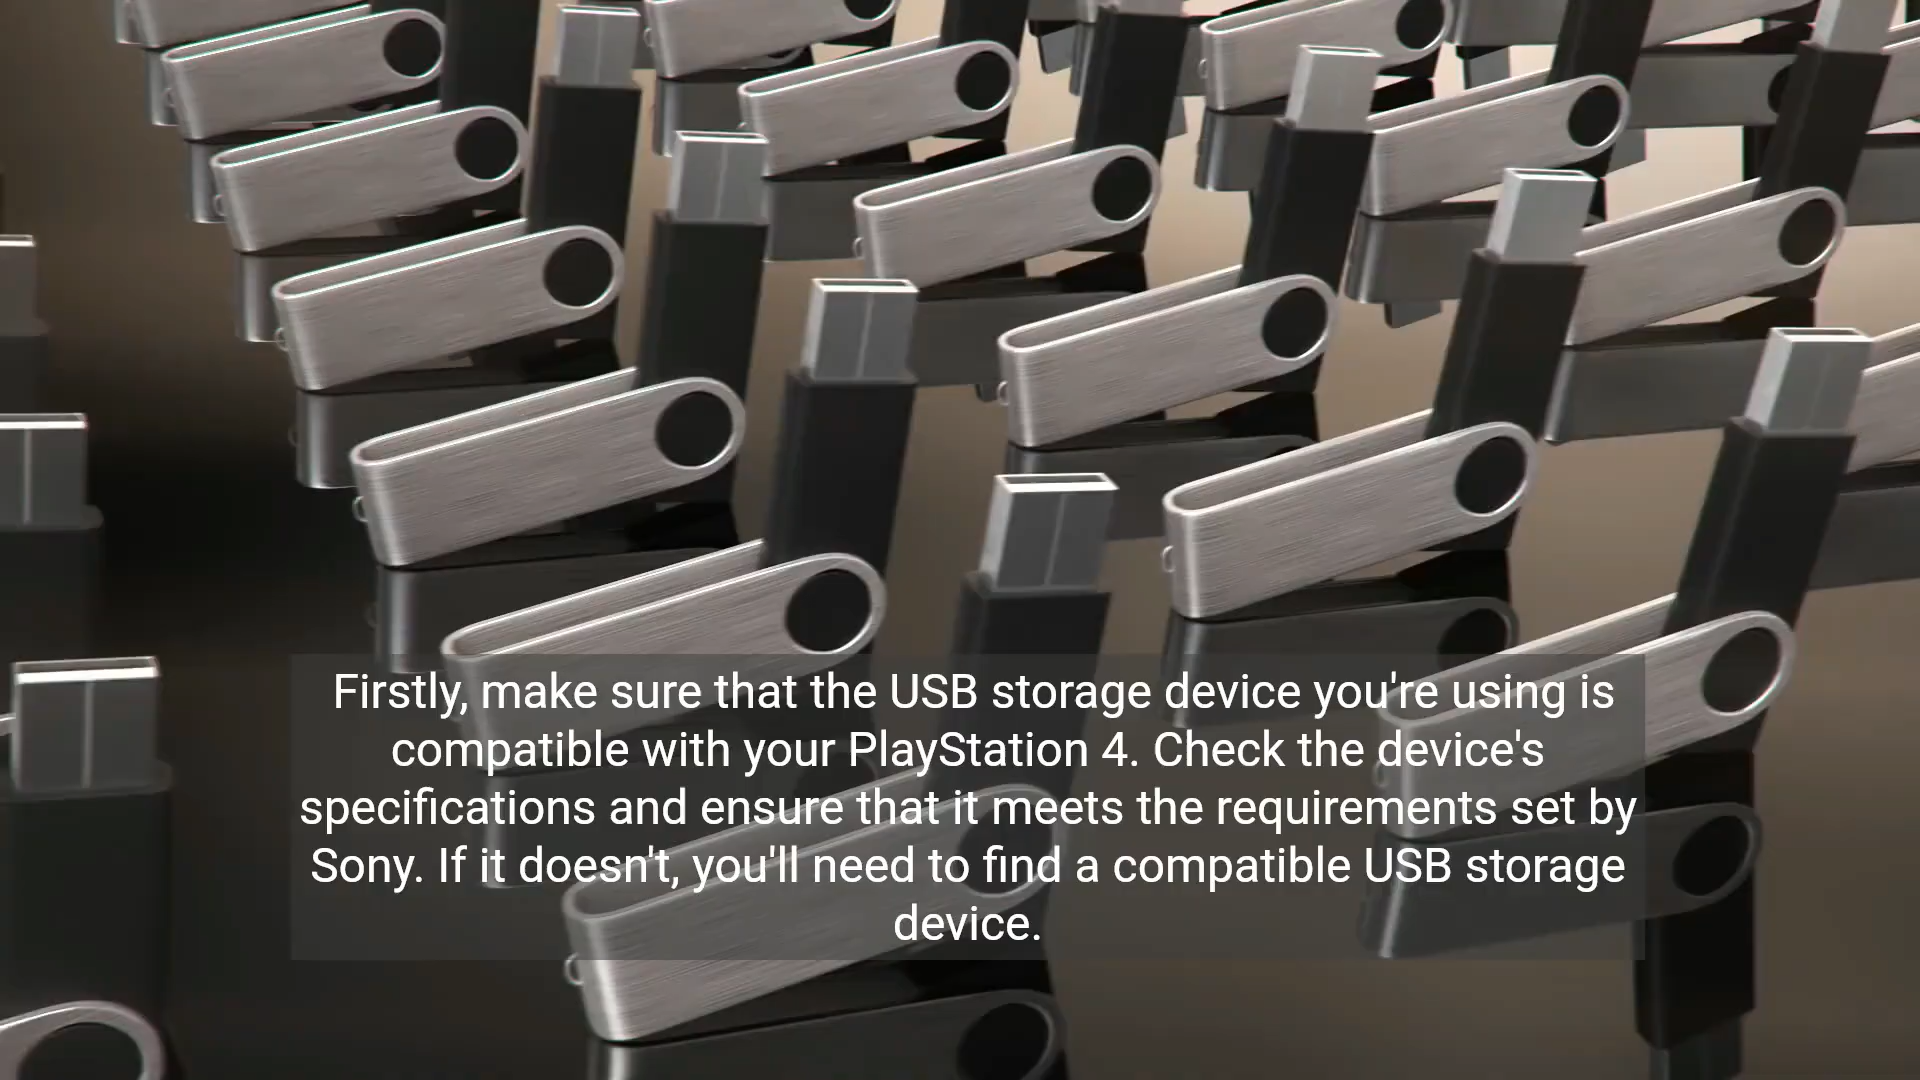 Firstly, make sure that the USB storage device you're using is
compatible with your PlayStation 4. Check the device's
specifications and ensure that it meets the requirements set by
Sony. If it doesn't, you'll need to find a compatible USB storage
device.